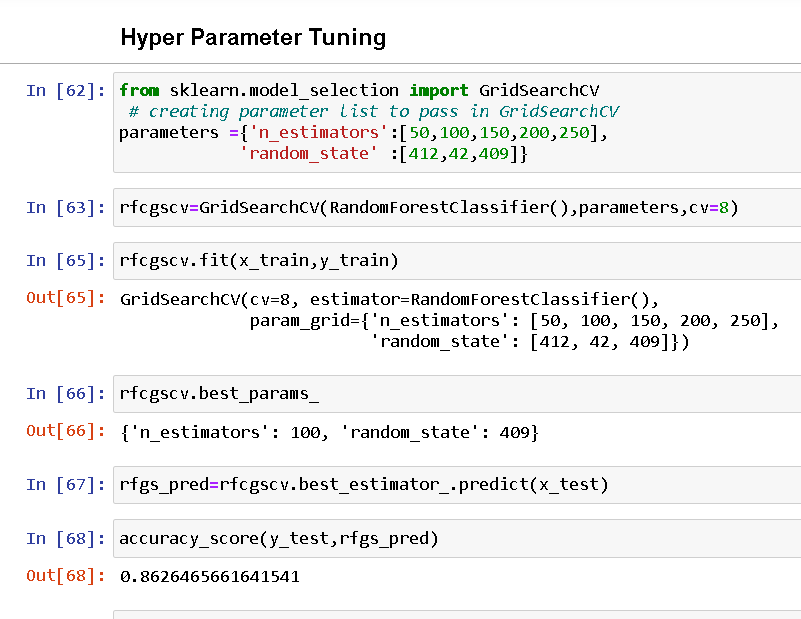 Hyper Parameter Tuning
In [62]: from sklearn.model_selection import GridSearchCV
# creating parameter list to pass in GridSearchCV
parameters ={'n_estimators':[50,100,150,200,250],
'random_state' :[412,42,409]}
In [63]: rfcgscv=GridSearchCV(RandomForestClassifier(),parameters,cv=8)
In [65]: rfcgscv.fit(x_train,y_train)
Out[65]: GridSearchCV(cv=8, estimator=RandomForestClassifier(),
param_grid={'n_estimators': [50, 100, 150, 200, 250],
'random_state': [412, 42, 409]})
In [66]: rfcgscv.best_params_
Out[66]: {'n_estimators': 100, 'random_state': 409}
In [67]: rfgs_pred=rfcgscv.best_estimator_.predict(x_test)
In [68]: accuracy_score(y_test,rfgs_pred)
Out[68]: 0.8626465661641541